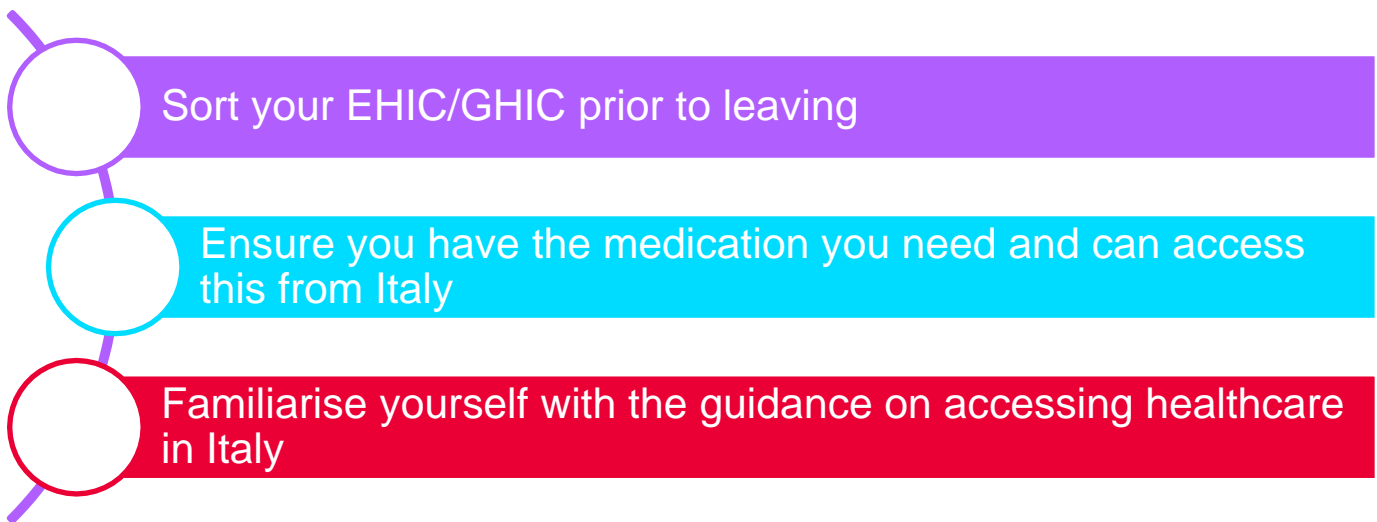 Sort your EHIC/GHIC prior to leaving
Ensure you have the medication you need and can access
this from Italy
Familiarise yourself with the guidance on accessing healthcare
in Italy